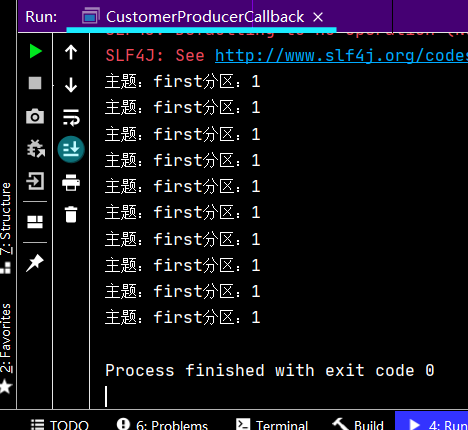 Run: CustomerProducerCallback
SLF4J: See http://www.slf4j.org/codes
主题：first分区：1
主题：first分区：1
主题：first分区：1
主题：first分区：1
主题：first分区：1
主题：first分区：1
主题：first分区：1
主题：first分区：1
主题：first分区：1
主题：first分区：1
Process finished with exit code 0
7: Structure
2: Favorites
TODO 6: Problems Terminal Build 4: Run